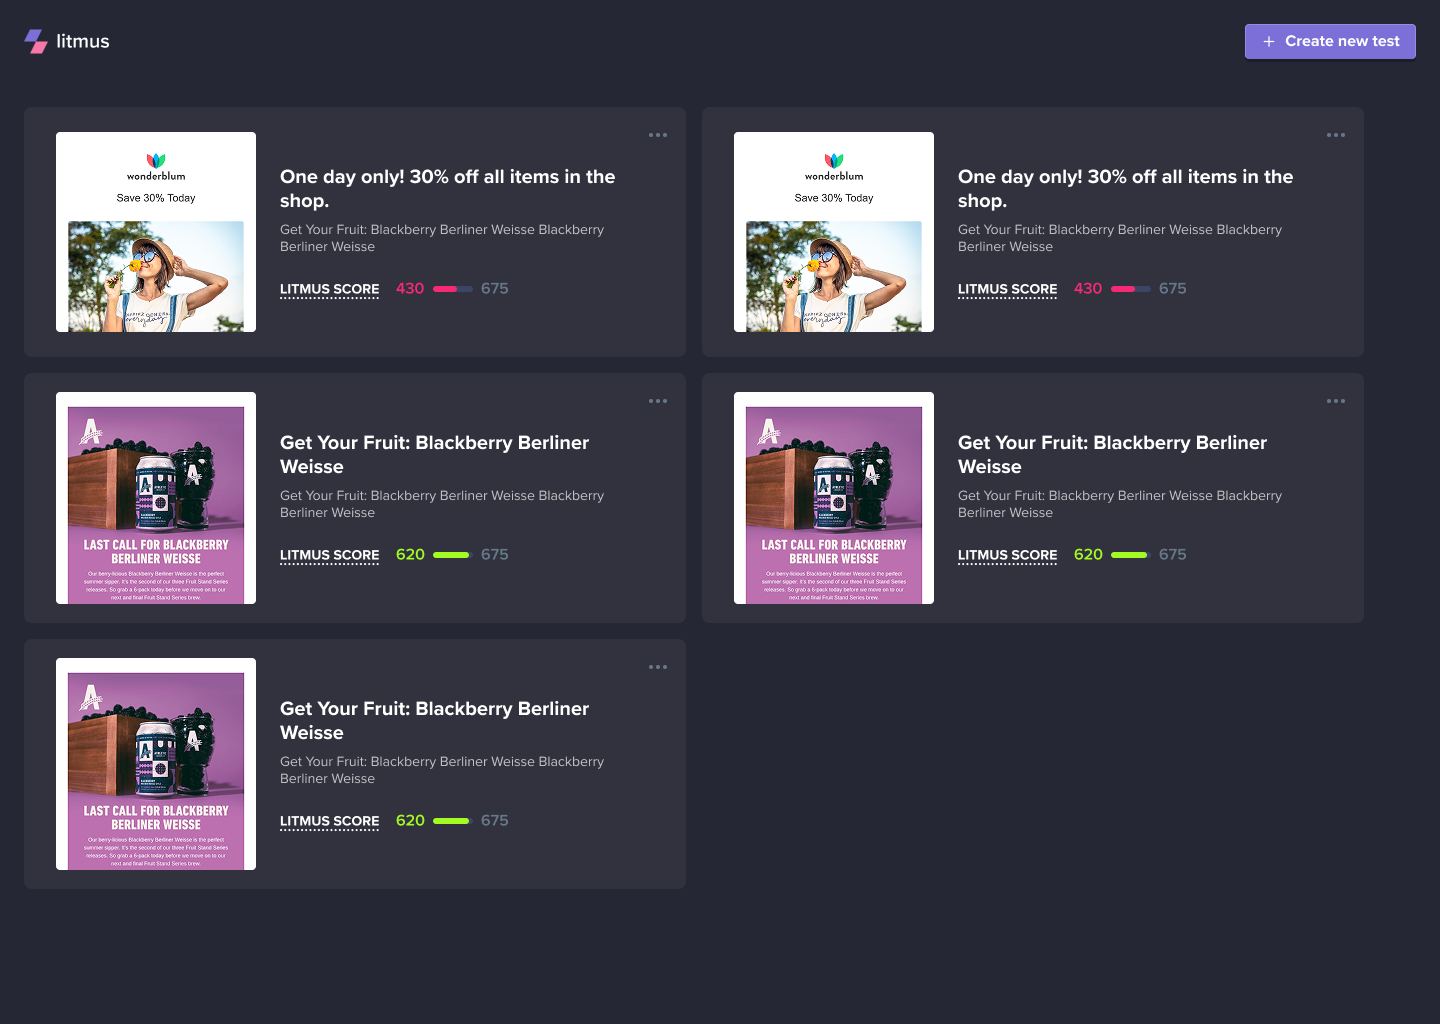 litmus
+ Create new test
wonderblum
Save 30% Today
One day only! 30% off all items in the
shop.
Get Your Fruit: Blackberry Berliner Weisse Blackberry
Berliner Weisse
LITMUS SCORE 430 675
wonderblum
Save 30% Today
One day only! 30% off all items in the
shop.
Get Your Fruit: Blackberry Berliner Weisse Blackberry
Berliner Weisse
LITMUS SCORE 430 675
A
A
A
LAST CALL FOR BLACKBERRY
BERLINER WEISSE
Our berry-licious Blackberry Berliner Weisse is the perfect
summer sipper. It's the second of our three Fruit Stand Series
releases. So grab a 6-pack today before we move on to our
next and final Fruit Stand Series brew.
Get Your Fruit: Blackberry Berliner
Weisse
Get Your Fruit: Blackberry Berliner Weisse Blackberry
Berliner Weisse
LITMUS SCORE 620 675
A
A
A
LAST CALL FOR BLACKBERRY
BERLINER WEISSE
Our berry-licious Blackberry Berliner Weisse is the perfect
summer sipper. It's the second of our three Fruit Stand Series
releases. So grab a 6-pack today before we move on to our
next and final Fruit Stand Series brew.
Get Your Fruit: Blackberry Berliner
Weisse
Get Your Fruit: Blackberry Berliner Weisse Blackberry
Berliner Weisse
LITMUS SCORE 620 675
A
A
A
LAST CALL FOR BLACKBERRY
BERLINER WEISSE
Our berry-licious Blackberry Berliner Weisse is the perfect
summer sipper. It's the second of our three Fruit Stand Series
releases. So grab a 6-pack today before we move on to our
next and final Fruit Stand Series brew.
Get Your Fruit: Blackberry Berliner
Weisse
Get Your Fruit: Blackberry Berliner Weisse Blackberry
Berliner Weisse
LITMUS SCORE 620 675